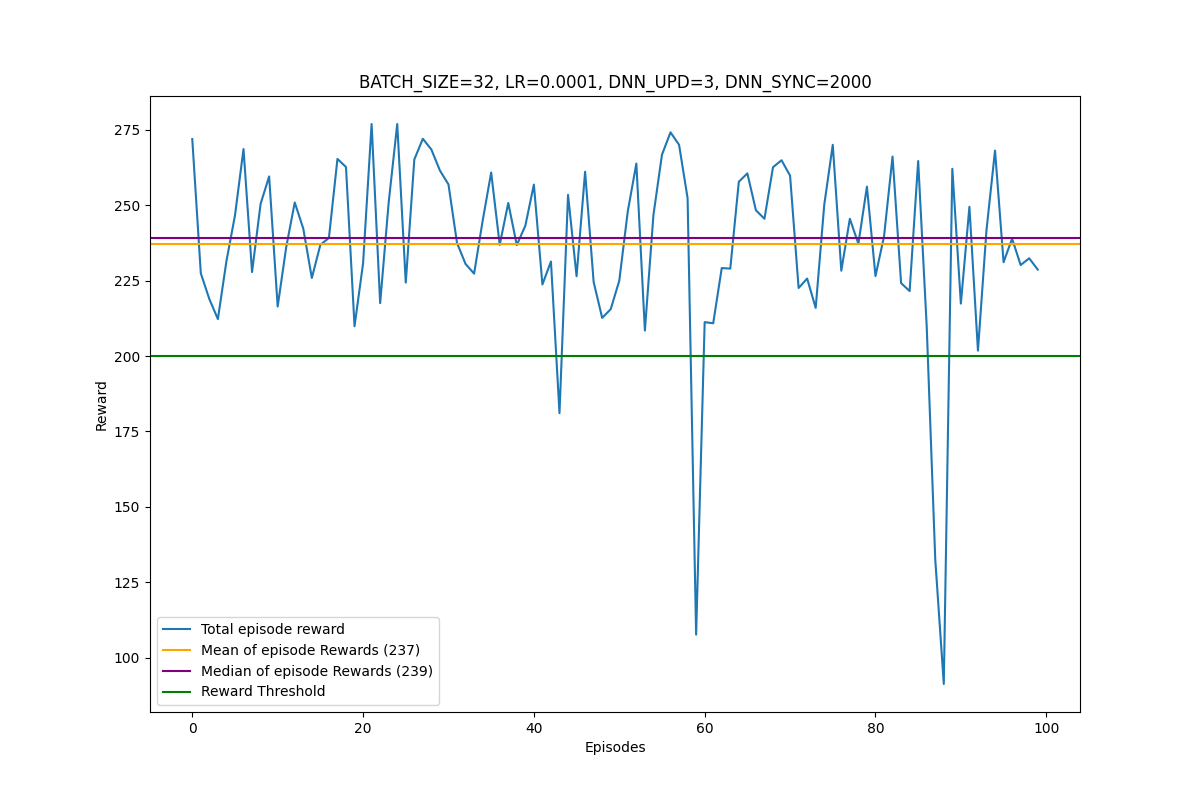 BATCH_SIZE=32, LR=0.0001, DNN_UPD=3, DNN_SYNC=2000
275
250
225
200
175
150
125
100
Reward
Total episode reward
Mean of episode Rewards (237)
Median of episode Rewards (239)
Reward Threshold
0 20 40 60 80 100
Episodes